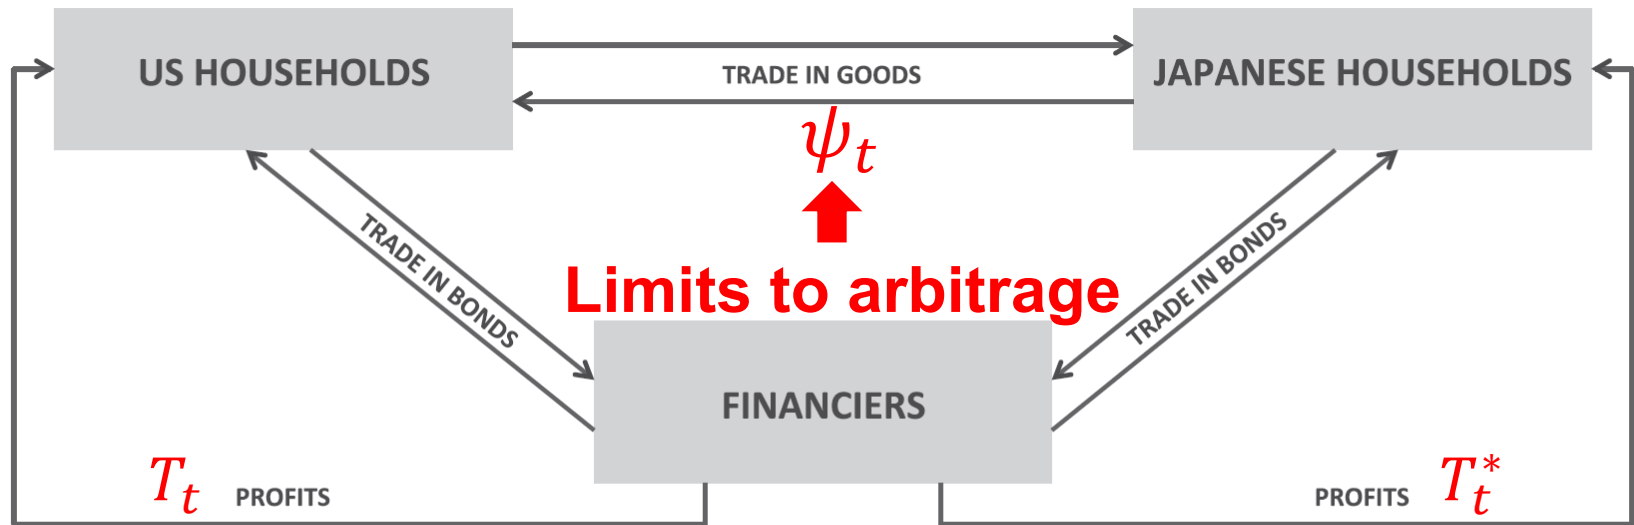 US HOUSEHOLDS
TRADE IN GOODS
JAPANESE HOUSEHOLDS
ψₜ
TRADE IN BONDS
Limits to arbitrage
TRADE IN BONDS
FINANCIERS
Tₜ PROFITS
PROFITS Tₜ*